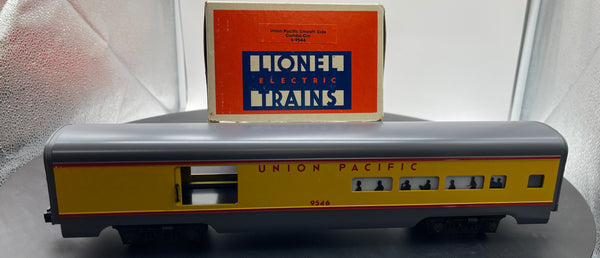 Union Pacific Smooth Side
Combo Car
6-9546
LIONEL
ELECTRIC
TRAINS
UNION PACIFIC
9546